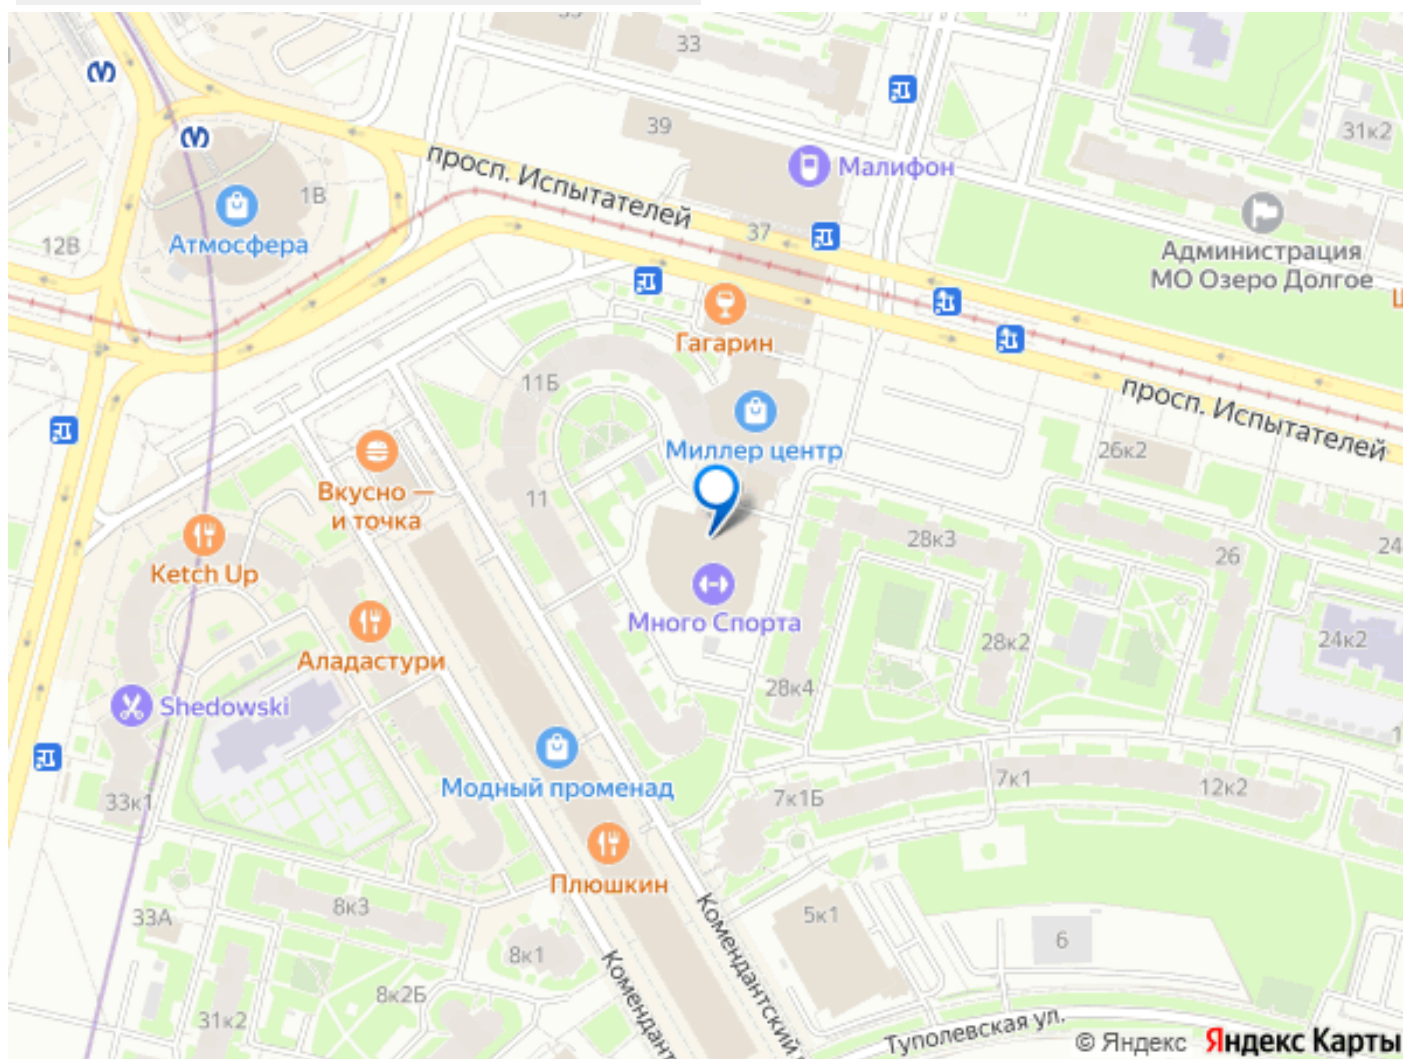 33
39
31к2
Малифон
просп. Испытателей
1В
37
12В
Атмосфера
Администрация
МО Озеро Долгое
Гагарин
11Б
просп. Испытателей
Миллер центр
26к2
Вкусно —
и точка
11
28к3
26
24
Ketch Up
Много Спорта
24к2
28к2
Аладастури
28к4
Shedowski
Модный променад
7к1
12к2
7к1Б
33к1
Плюшкин
8к3
33А
5к1
6
8к1
Комендантский
Комендант
8к2Б
31к2
Туполевская ул.
© Яндекс Яндекс Карты